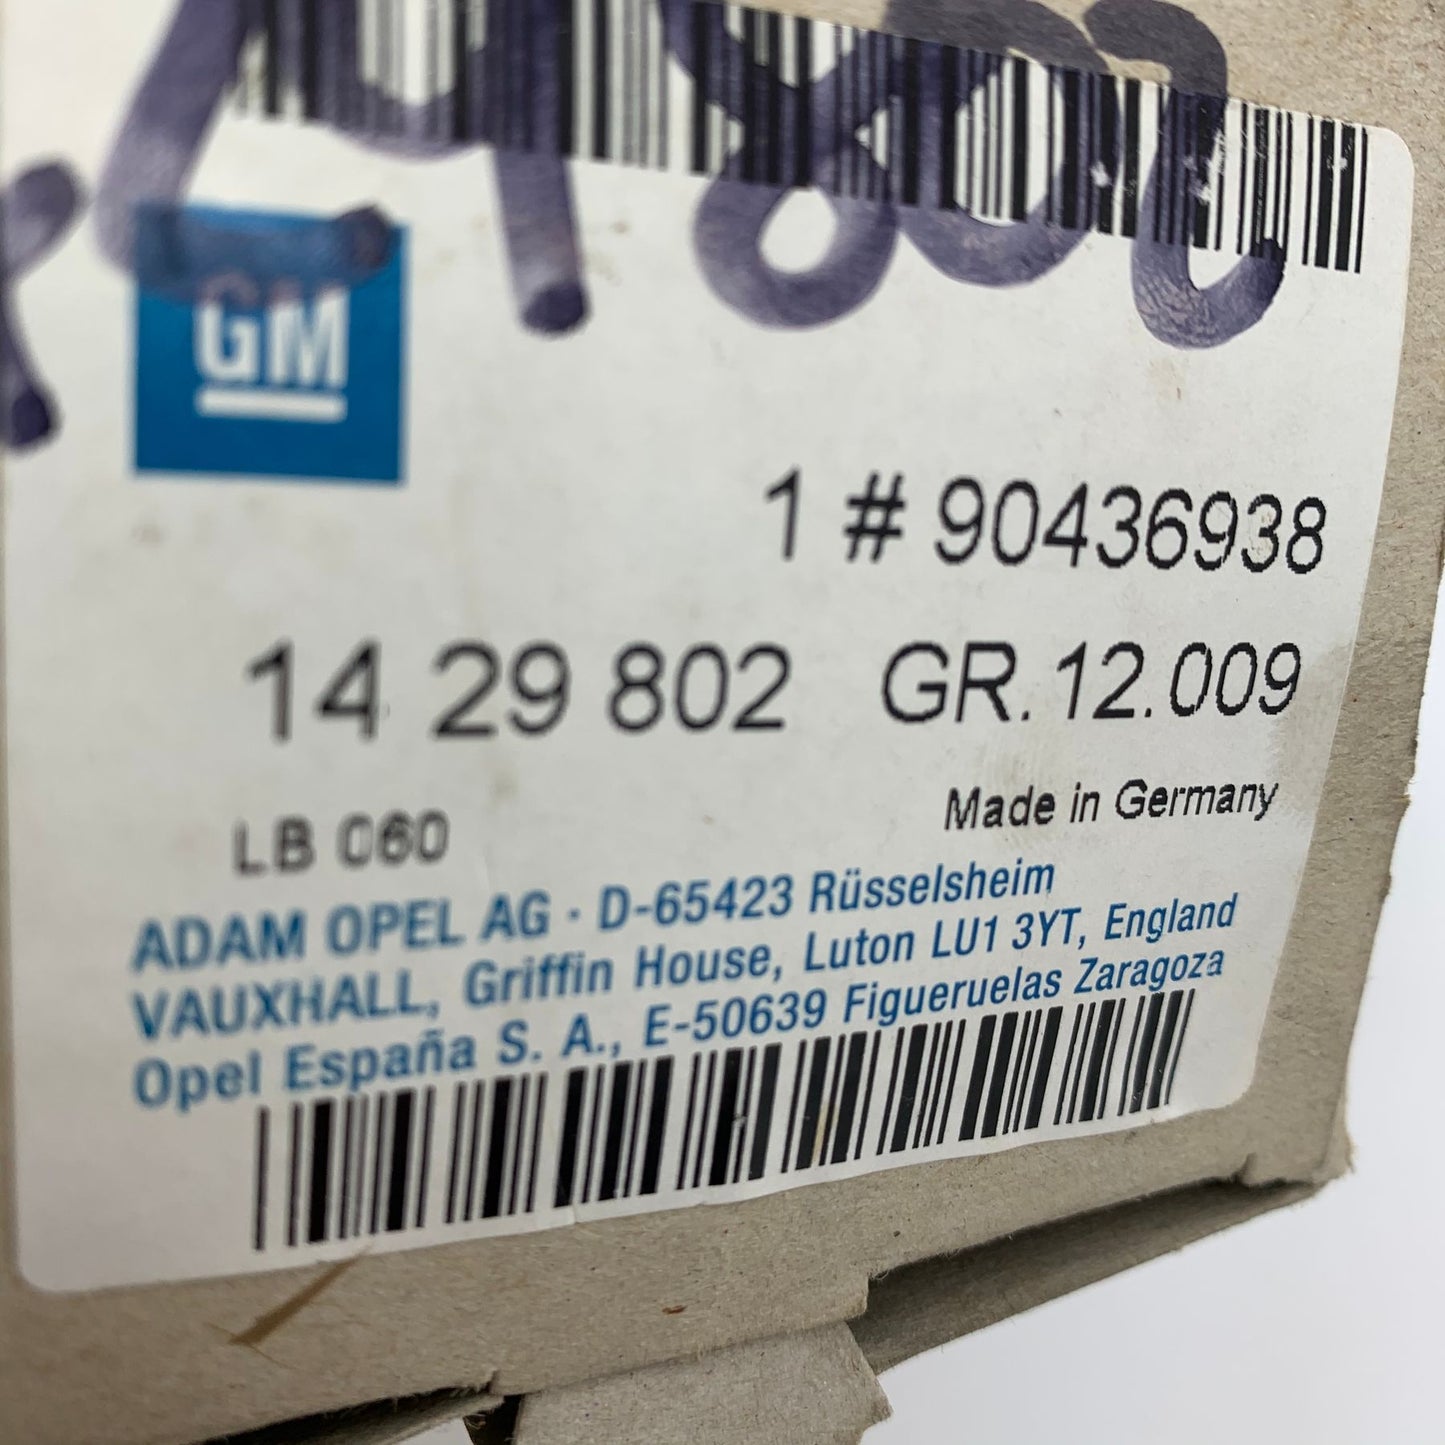 GM
1 # 90436938
14 29 802 GR. 12.009
Made in Germany
LB 060
ADAM OPEL AG · D-65423 Rüsselsheim
VAUXHALL, Griffin House, Luton LU1 3YT, England
Opel España S. A., E-50639 Figueruelas Zaragoza